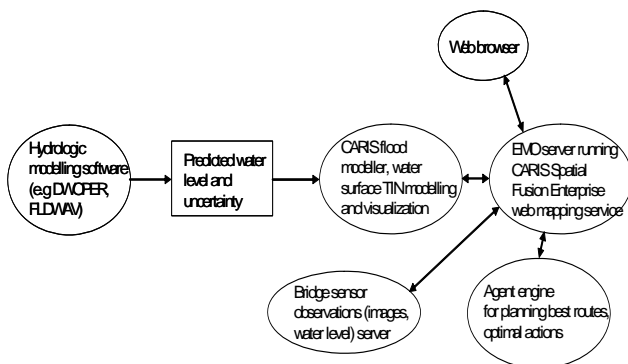 Web browser
Hydrologic
modelling software
(e.g DWOPER,
FLDWAV)
Predicted water
level and
uncertainty
CARIS flood
modeller, water
surface TIN modelling
and visualization
EMO server running
CARIS Spatial
Fusion Enterprise
web mapping service
Bridge sensor
observations (images,
water level) server
Agent engine
for planning best routes,
optimal actions